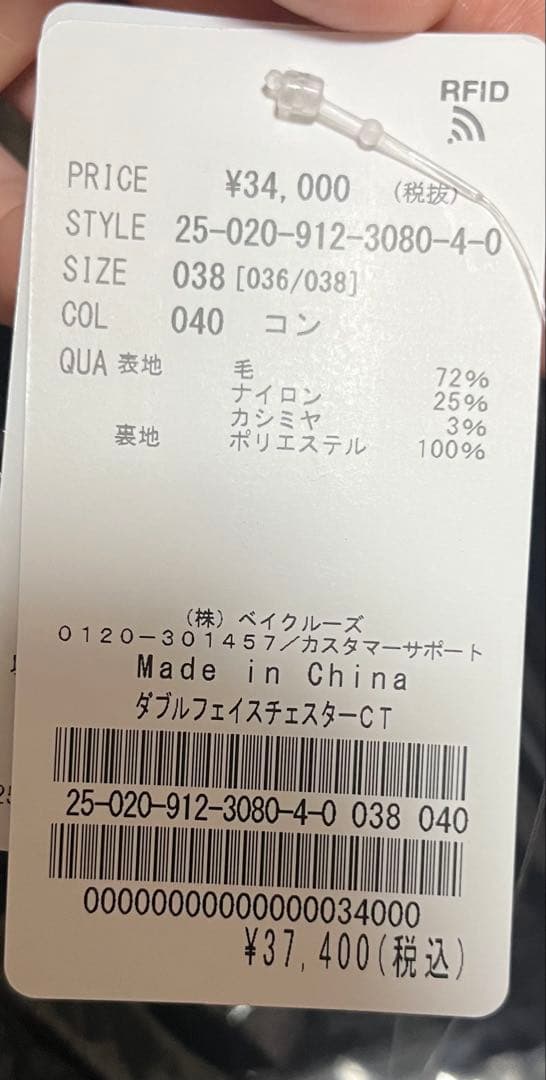 RFID
PRICE ¥34,000 (税抜)
STYLE 25-020-912-3080-4-0
SIZE 038 [036/038]
COL 040 コン
QUA 表地 毛 72%
ナイロン 25%
カシミヤ 3%
裏地 ポリエステル 100%
(株) ベイクルーズ
0120-301457/カスタマーサポート
Made in China
ダブルフェイスチェスターCT
25-020-912-3080-4-0 038 040
00000000000000034000
¥37,400(税込)